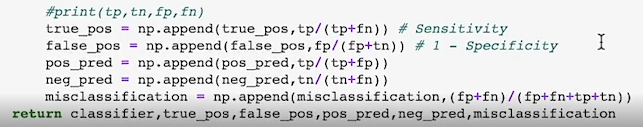 #print(tp,tn,fp,fn)
true_pos = np.append(true_pos,tp/(tp+fn)) # Sensitivity
false_pos = np.append(false_pos,fp/(fp+tn)) # 1 - Specificity
pos_pred = np.append(pos_pred,tp/(tp+fp))
neg_pred = np.append(neg_pred,tn/(tn+fn))
misclassification = np.append(misclassification,(fp+fn)/(fp+fn+tp+tn))
return classifier,true_pos,false_pos,pos_pred,neg_pred,misclassification